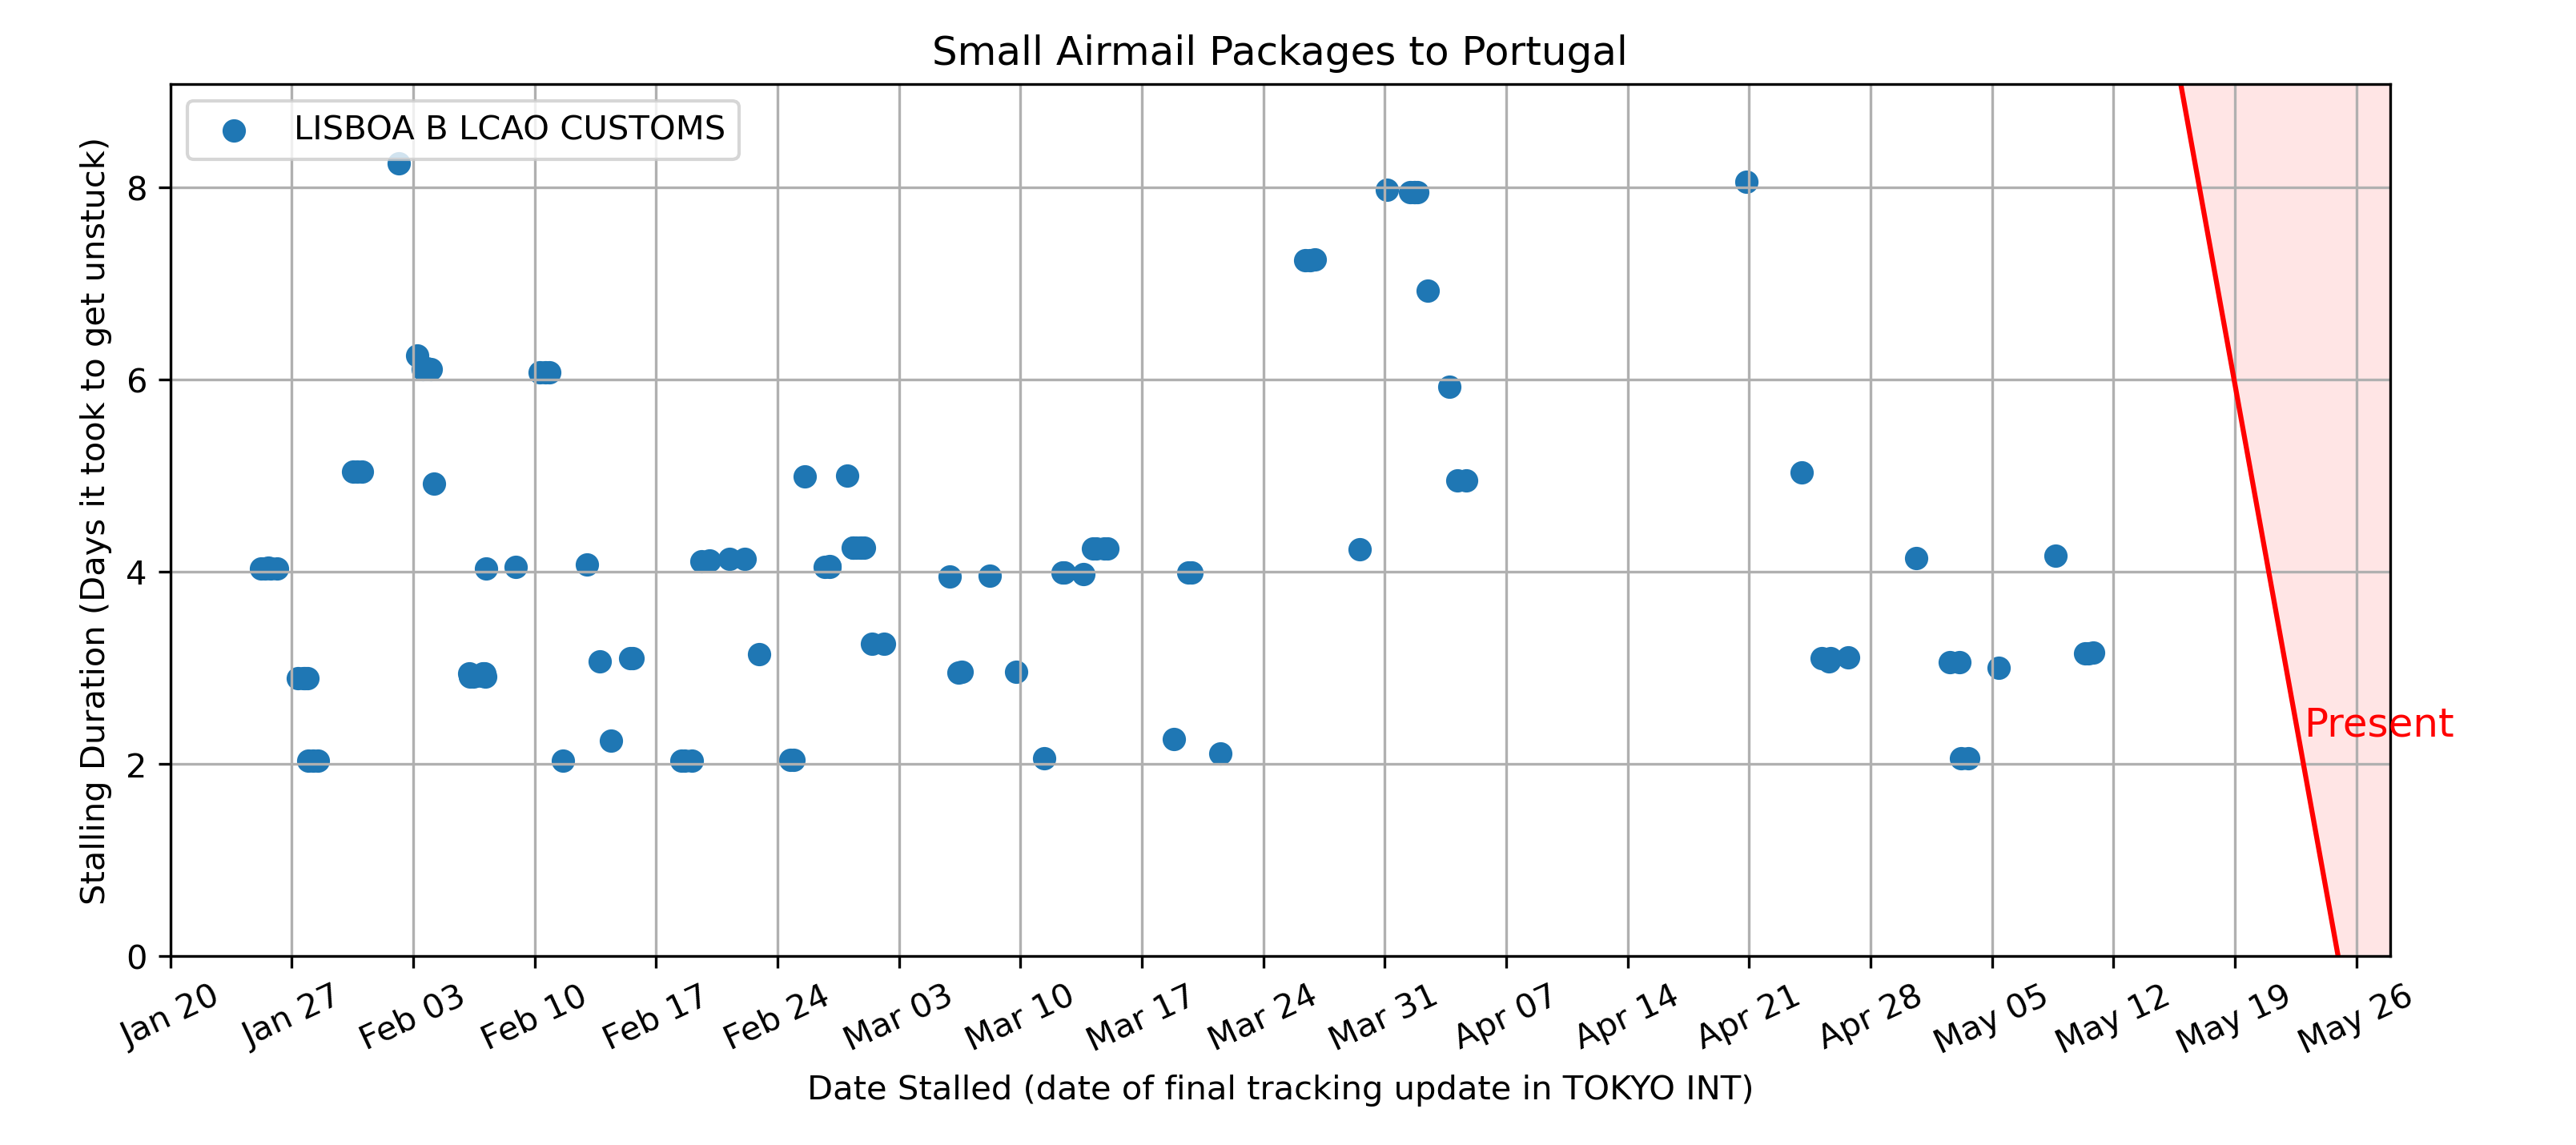 Small Airmail Packages to Portugal
LISBOA B LCAO CUSTOMS
Stalling Duration (Days it took to get unstuck)
8
6
4
2
0
Present
Jan 20 Jan 27 Feb 03 Feb 10 Feb 17 Feb 24 Mar 03 Mar 10 Mar 17 Mar 24 Mar 31 Apr 07 Apr 14 Apr 21 Apr 28 May 05 May 12 May 19 May 26
Date Stalled (date of final tracking update in TOKYO INT)